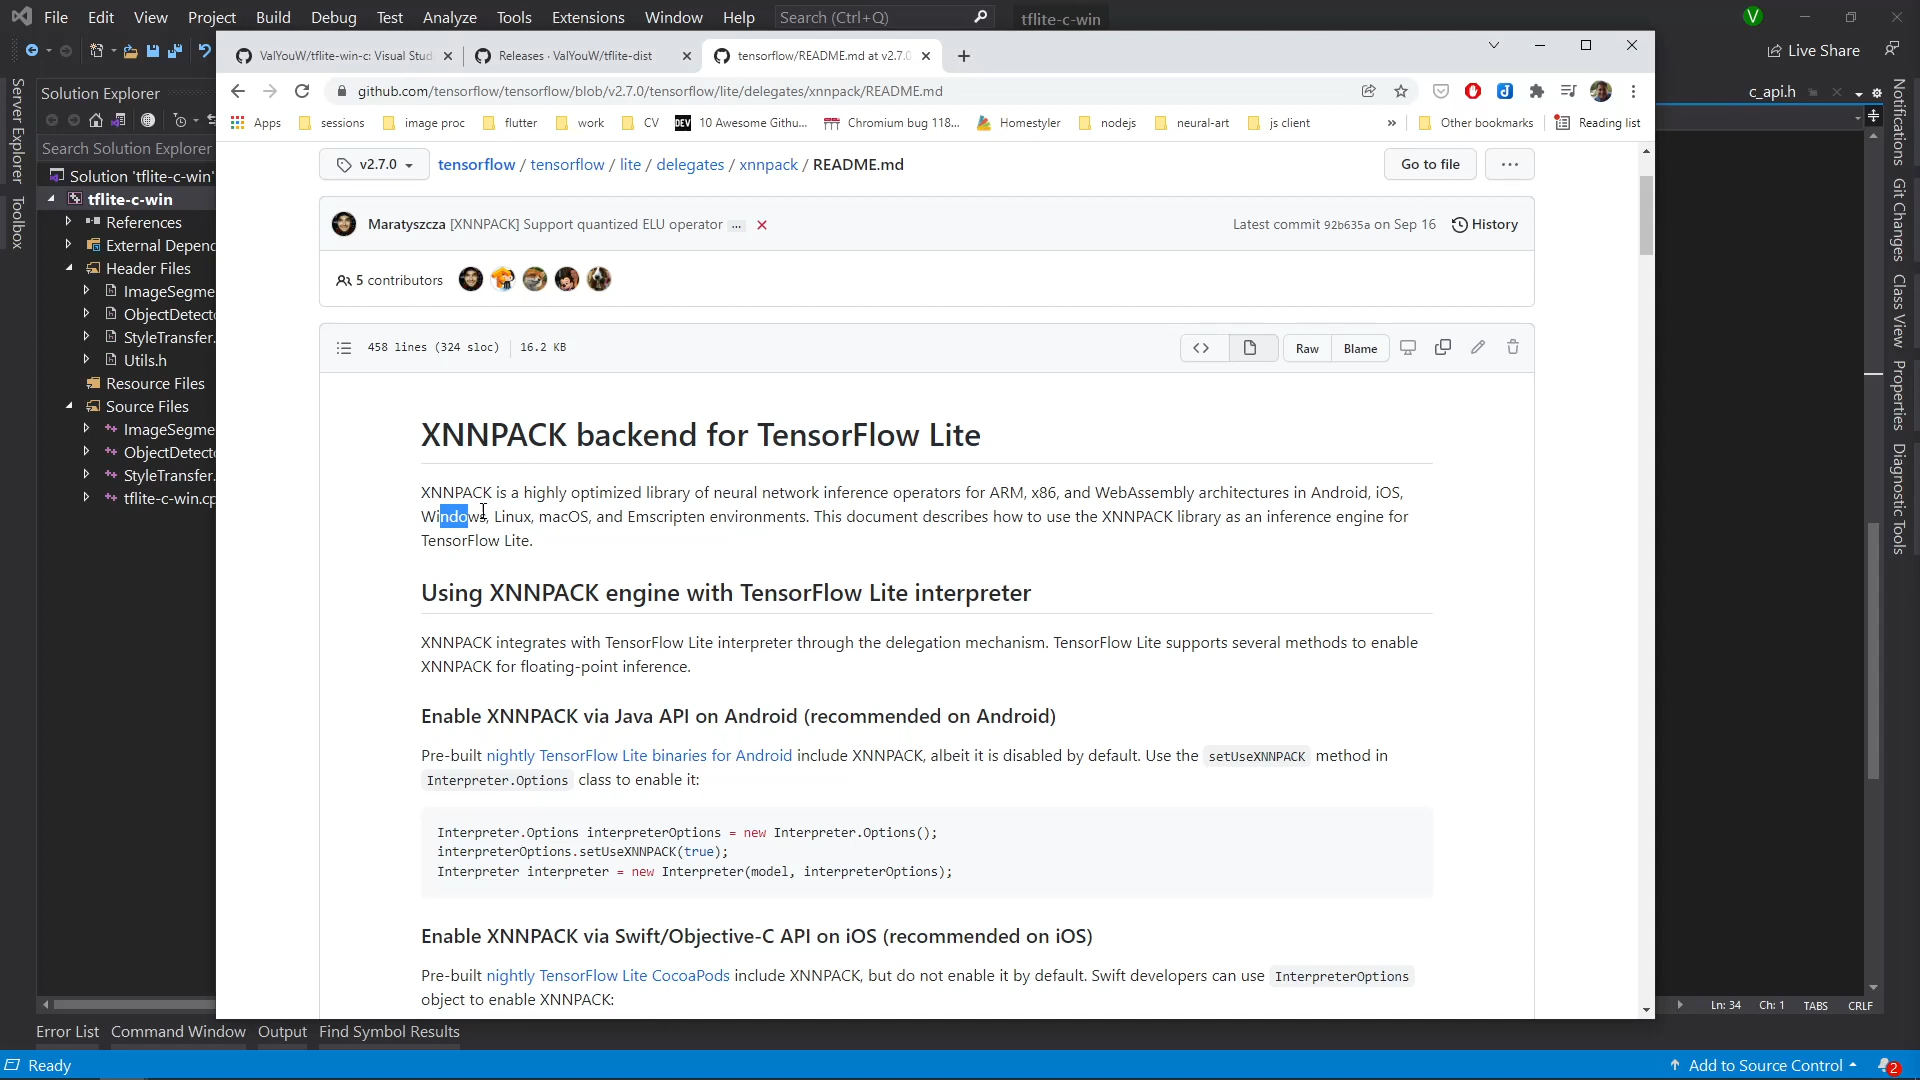 File Edit View Project Build Debug Test Analyze Tools Extensions Window Help Search (Ctrl+Q) tflite-c-win V
Live Share
ValYouW/tflite-win-c: Visual Stud Releases · ValYouW/tflite-dist tensorflow/README.md at v2.7.0
github.com/tensorflow/tensorflow/blob/v2.7.0/tensorflow/lite/delegates/xnnpack/README.md
Apps sessions image proc flutter work CV DEV 10 Awesome Githu... Chromium bug 118... Homestyler nodejs neural-art js client » Other bookmarks Reading list
Server Explorer
Toolbox
Solution Explorer
Search Solution Explorer
Solution 'tflite-c-win'
tflite-c-win
References
External Depend
Header Files
ImageSegme
ObjectDetect
StyleTransfer.
Utils.h
Resource Files
Source Files
ImageSegme
ObjectDetect
StyleTransfer.
tflite-c-win.cp
v2.7.0 tensorflow / tensorflow / lite / delegates / xnnpack / README.md Go to file ...
Maratyszcza [XNNPACK] Support quantized ELU operator ... Latest commit 92b635a on Sep 16 History
5 contributors
458 lines (324 sloc) 16.2 KB <> Raw Blame
XNNPACK backend for TensorFlow Lite
XNNPACK is a highly optimized library of neural network inference operators for ARM, x86, and WebAssembly architectures in Android, iOS,
Windows, Linux, macOS, and Emscripten environments. This document describes how to use the XNNPACK library as an inference engine for
TensorFlow Lite.
Using XNNPACK engine with TensorFlow Lite interpreter
XNNPACK integrates with TensorFlow Lite interpreter through the delegation mechanism. TensorFlow Lite supports several methods to enable
XNNPACK for floating-point inference.
Enable XNNPACK via Java API on Android (recommended on Android)
Pre-built nightly TensorFlow Lite binaries for Android include XNNPACK, albeit it is disabled by default. Use the setUseXNNPACK method in
Interpreter.Options class to enable it:
Interpreter.Options interpreterOptions = new Interpreter.Options();
interpreterOptions.setUseXNNPACK(true);
Interpreter interpreter = new Interpreter(model, interpreterOptions);
Enable XNNPACK via Swift/Objective-C API on iOS (recommended on iOS)
Pre-built nightly TensorFlow Lite CocoaPods include XNNPACK, but do not enable it by default. Swift developers can use InterpreterOptions
object to enable XNNPACK:
c_api.h
Notifications
Git Changes
Class View
Properties
Diagnostic Tools
Ln: 34 Ch: 1 TABS CRLF
Error List Command Window Output Find Symbol Results
Ready Add to Source Control 2